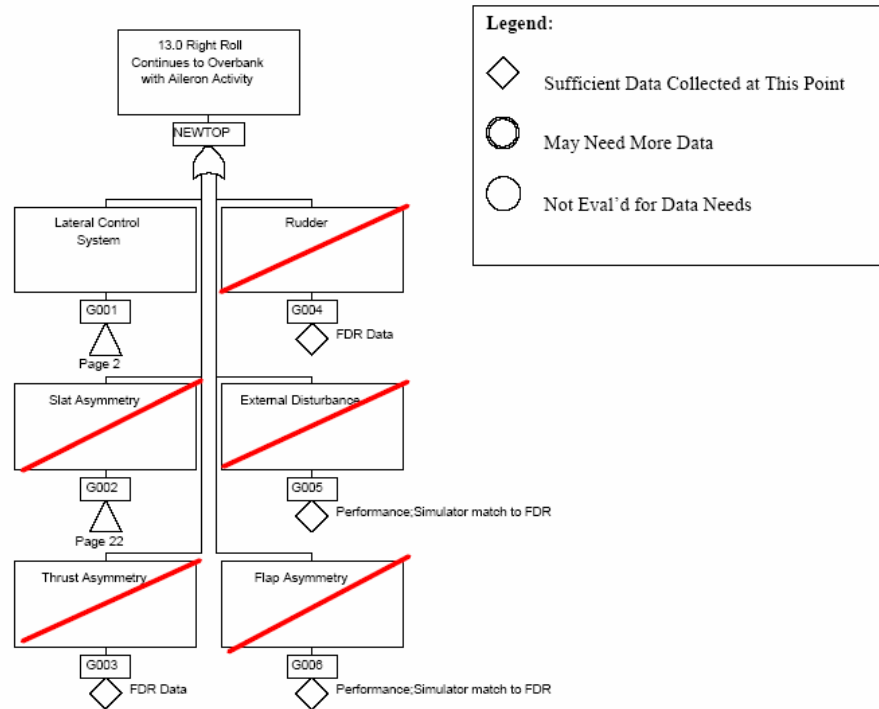 13.0 Right Roll
Continues to Overbank
with Aileron Activity
NEWTOP
Lateral Control
System
G001
Page 2
Rudder
G004
FDR Data
Slat Asymmetry
G002
Page 22
External Disturbance
G005
Performance;Simulator match to FDR
Thrust Asymmetry
G003
FDR Data
Flap Asymmetry
G006
Performance;Simulator match to FDR
Legend:
Sufficient Data Collected at This Point
May Need More Data
Not Eval’d for Data Needs